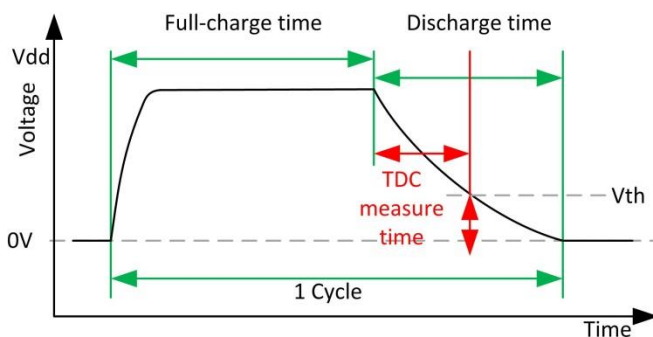 Full-charge time
Discharge time
Vdd
Voltage
TDC
measure
time
Vth
0V
1 Cycle
Time